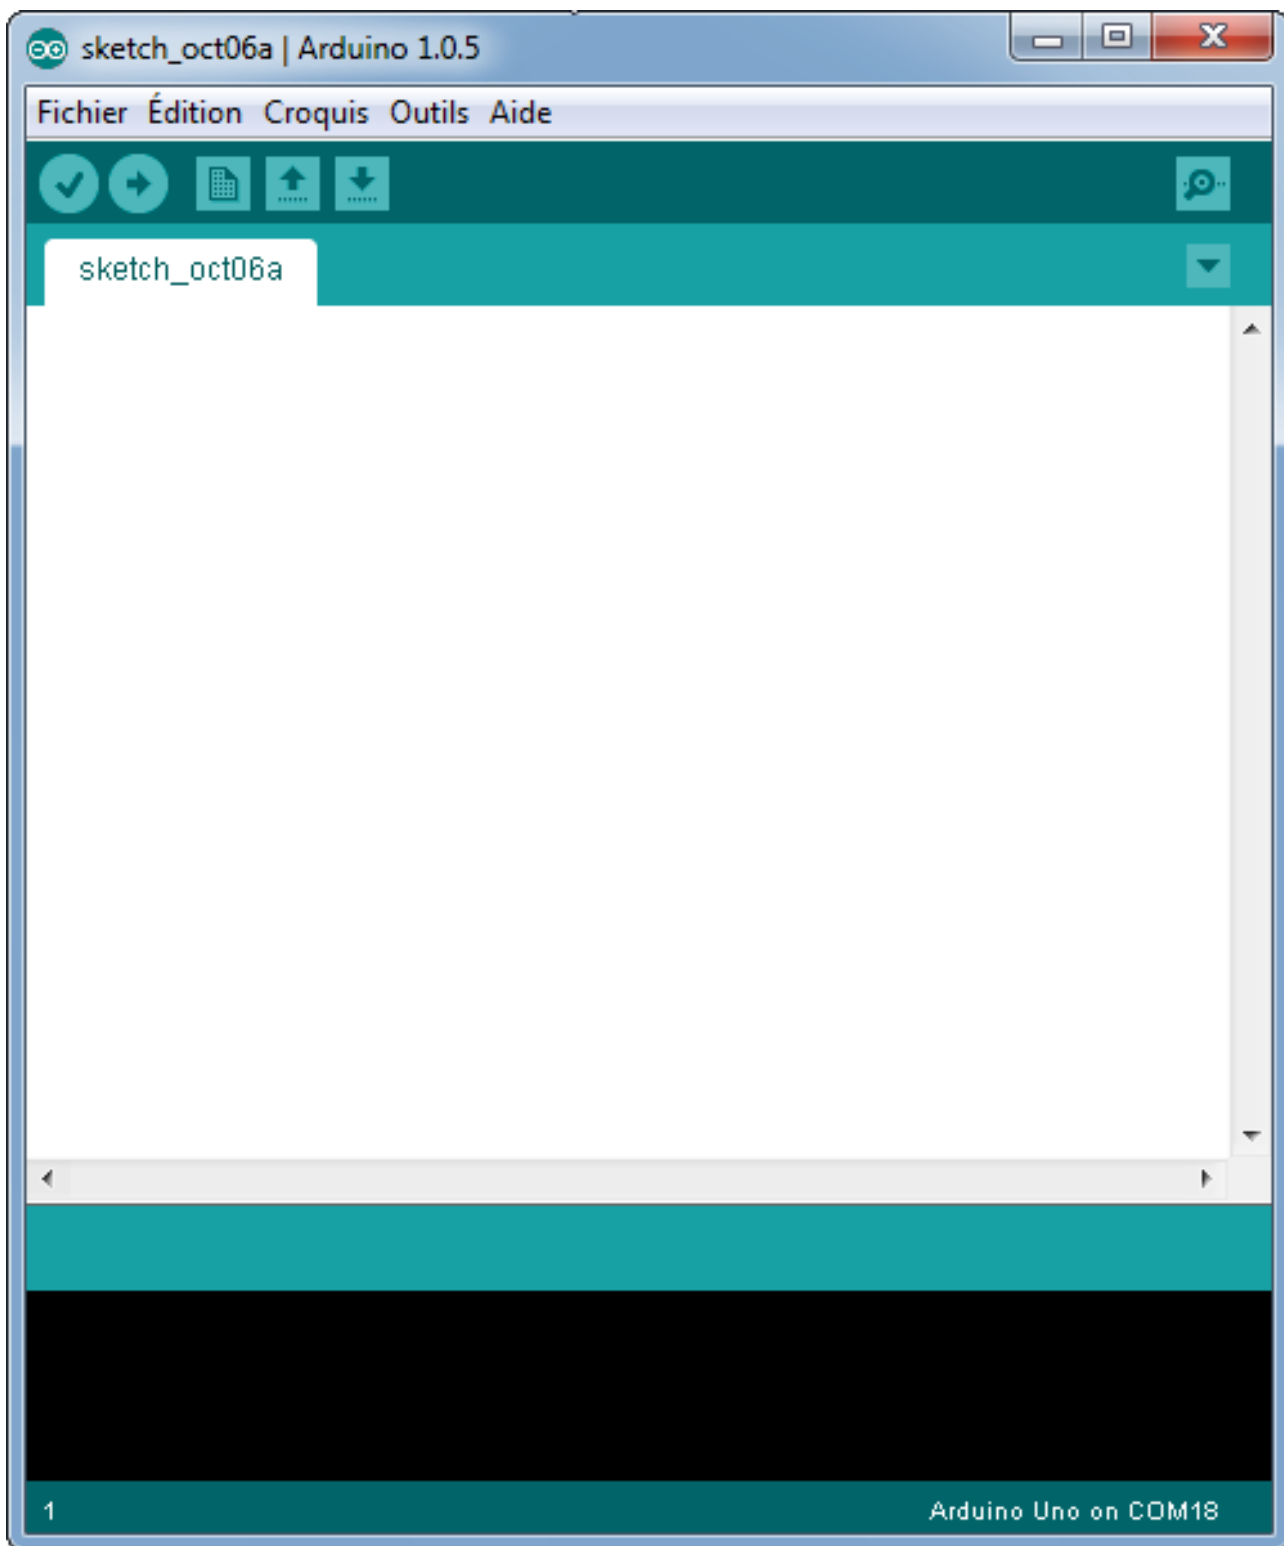 sketch_oct06a | Arduino 1.0.5
Fichier Édition Croquis Outils Aide
sketch_oct06a
1 Arduino Uno on COM18